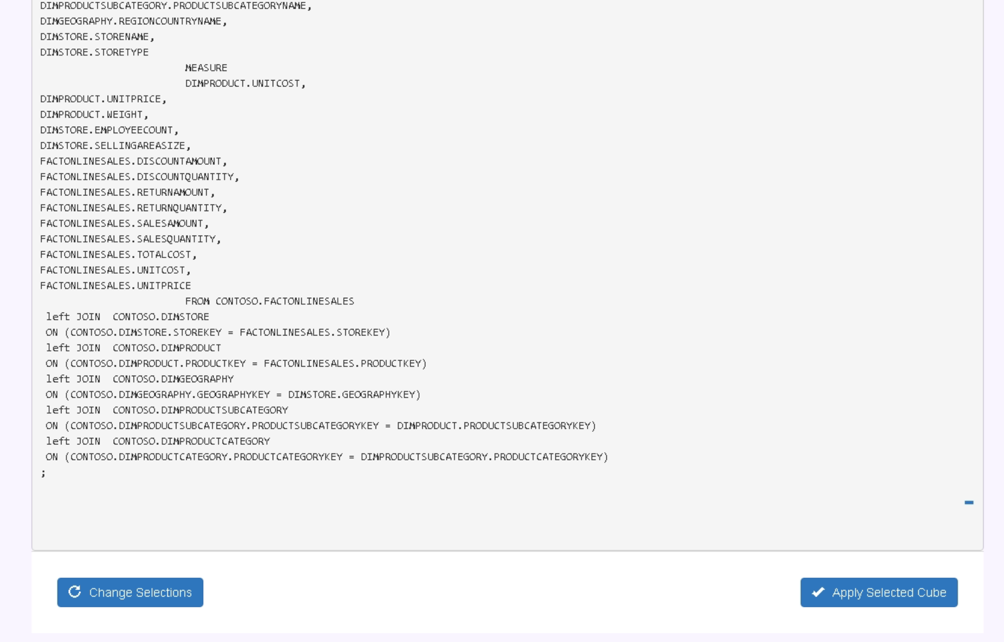 DIMPRODUCTSUBCATEGORY.PRODUCTSUBCATEGORYNAME,
DIMGEOGRAPHY.REGIONCOUNTRYNAME,
DIMSTORE.STORENAME,
DIMSTORE.STORETYPE
MEASURE
DIMPRODUCT.UNITCOST,
DIMPRODUCT.UNITPRICE,
DIMPRODUCT.WEIGHT,
DIMSTORE.EMPLOYEECOUNT,
DIMSTORE.SELLINGAREASIZE,
FACTONLINESALES.DISCOUNTAMOUNT,
FACTONLINESALES.DISCOUNTQUANTITY,
FACTONLINESALES.RETURNAMOUNT,
FACTONLINESALES.RETURNQUANTITY,
FACTONLINESALES.SALESAMOUNT,
FACTONLINESALES.SALESQUANTITY,
FACTONLINESALES.TOTALCOST,
FACTONLINESALES.UNITCOST,
FACTONLINESALES.UNITPRICE
FROM CONTOSO.FACTONLINESALES
left JOIN  CONTOSO.DIMSTORE
ON (CONTOSO.DIMSTORE.STOREKEY = FACTONLINESALES.STOREKEY)
left JOIN  CONTOSO.DIMPRODUCT
ON (CONTOSO.DIMPRODUCT.PRODUCTKEY = FACTONLINESALES.PRODUCTKEY)
left JOIN  CONTOSO.DIMGEOGRAPHY
ON (CONTOSO.DIMGEOGRAPHY.GEOGRAPHYKEY = DIMSTORE.GEOGRAPHYKEY)
left JOIN  CONTOSO.DIMPRODUCTSUBCATEGORY
ON (CONTOSO.DIMPRODUCTSUBCATEGORY.PRODUCTSUBCATEGORYKEY = DIMPRODUCT.PRODUCTSUBCATEGORYKEY)
left JOIN  CONTOSO.DIMPRODUCTCATEGORY
ON (CONTOSO.DIMPRODUCTCATEGORY.PRODUCTCATEGORYKEY = DIMPRODUCTSUBCATEGORY.PRODUCTCATEGORYKEY)
;
Change Selections
Apply Selected Cube